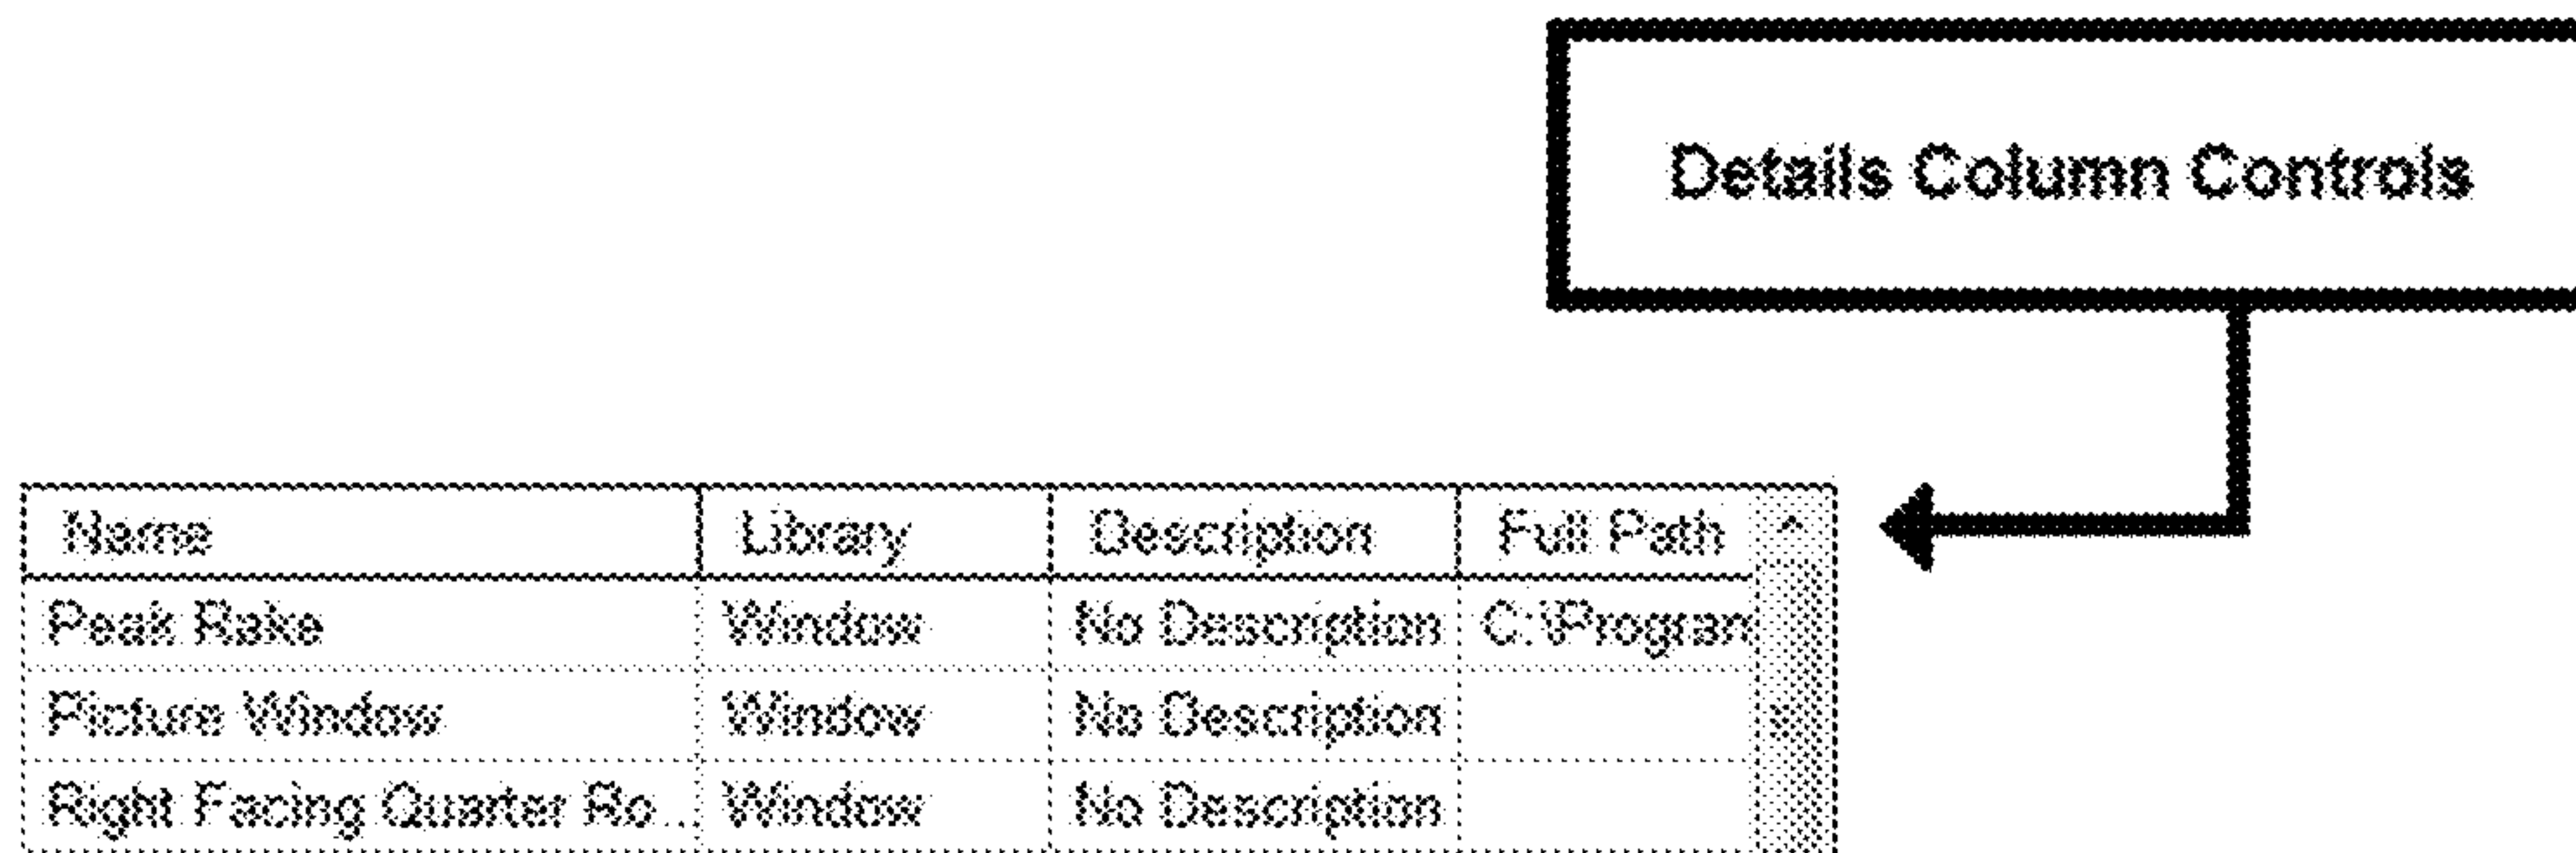 Details Column Controls
Name Library Description Full Path
Peak Rake Window No Description C:\Program
Picture Window Window No Description
Right Facing Quarter Ro... Window No Description